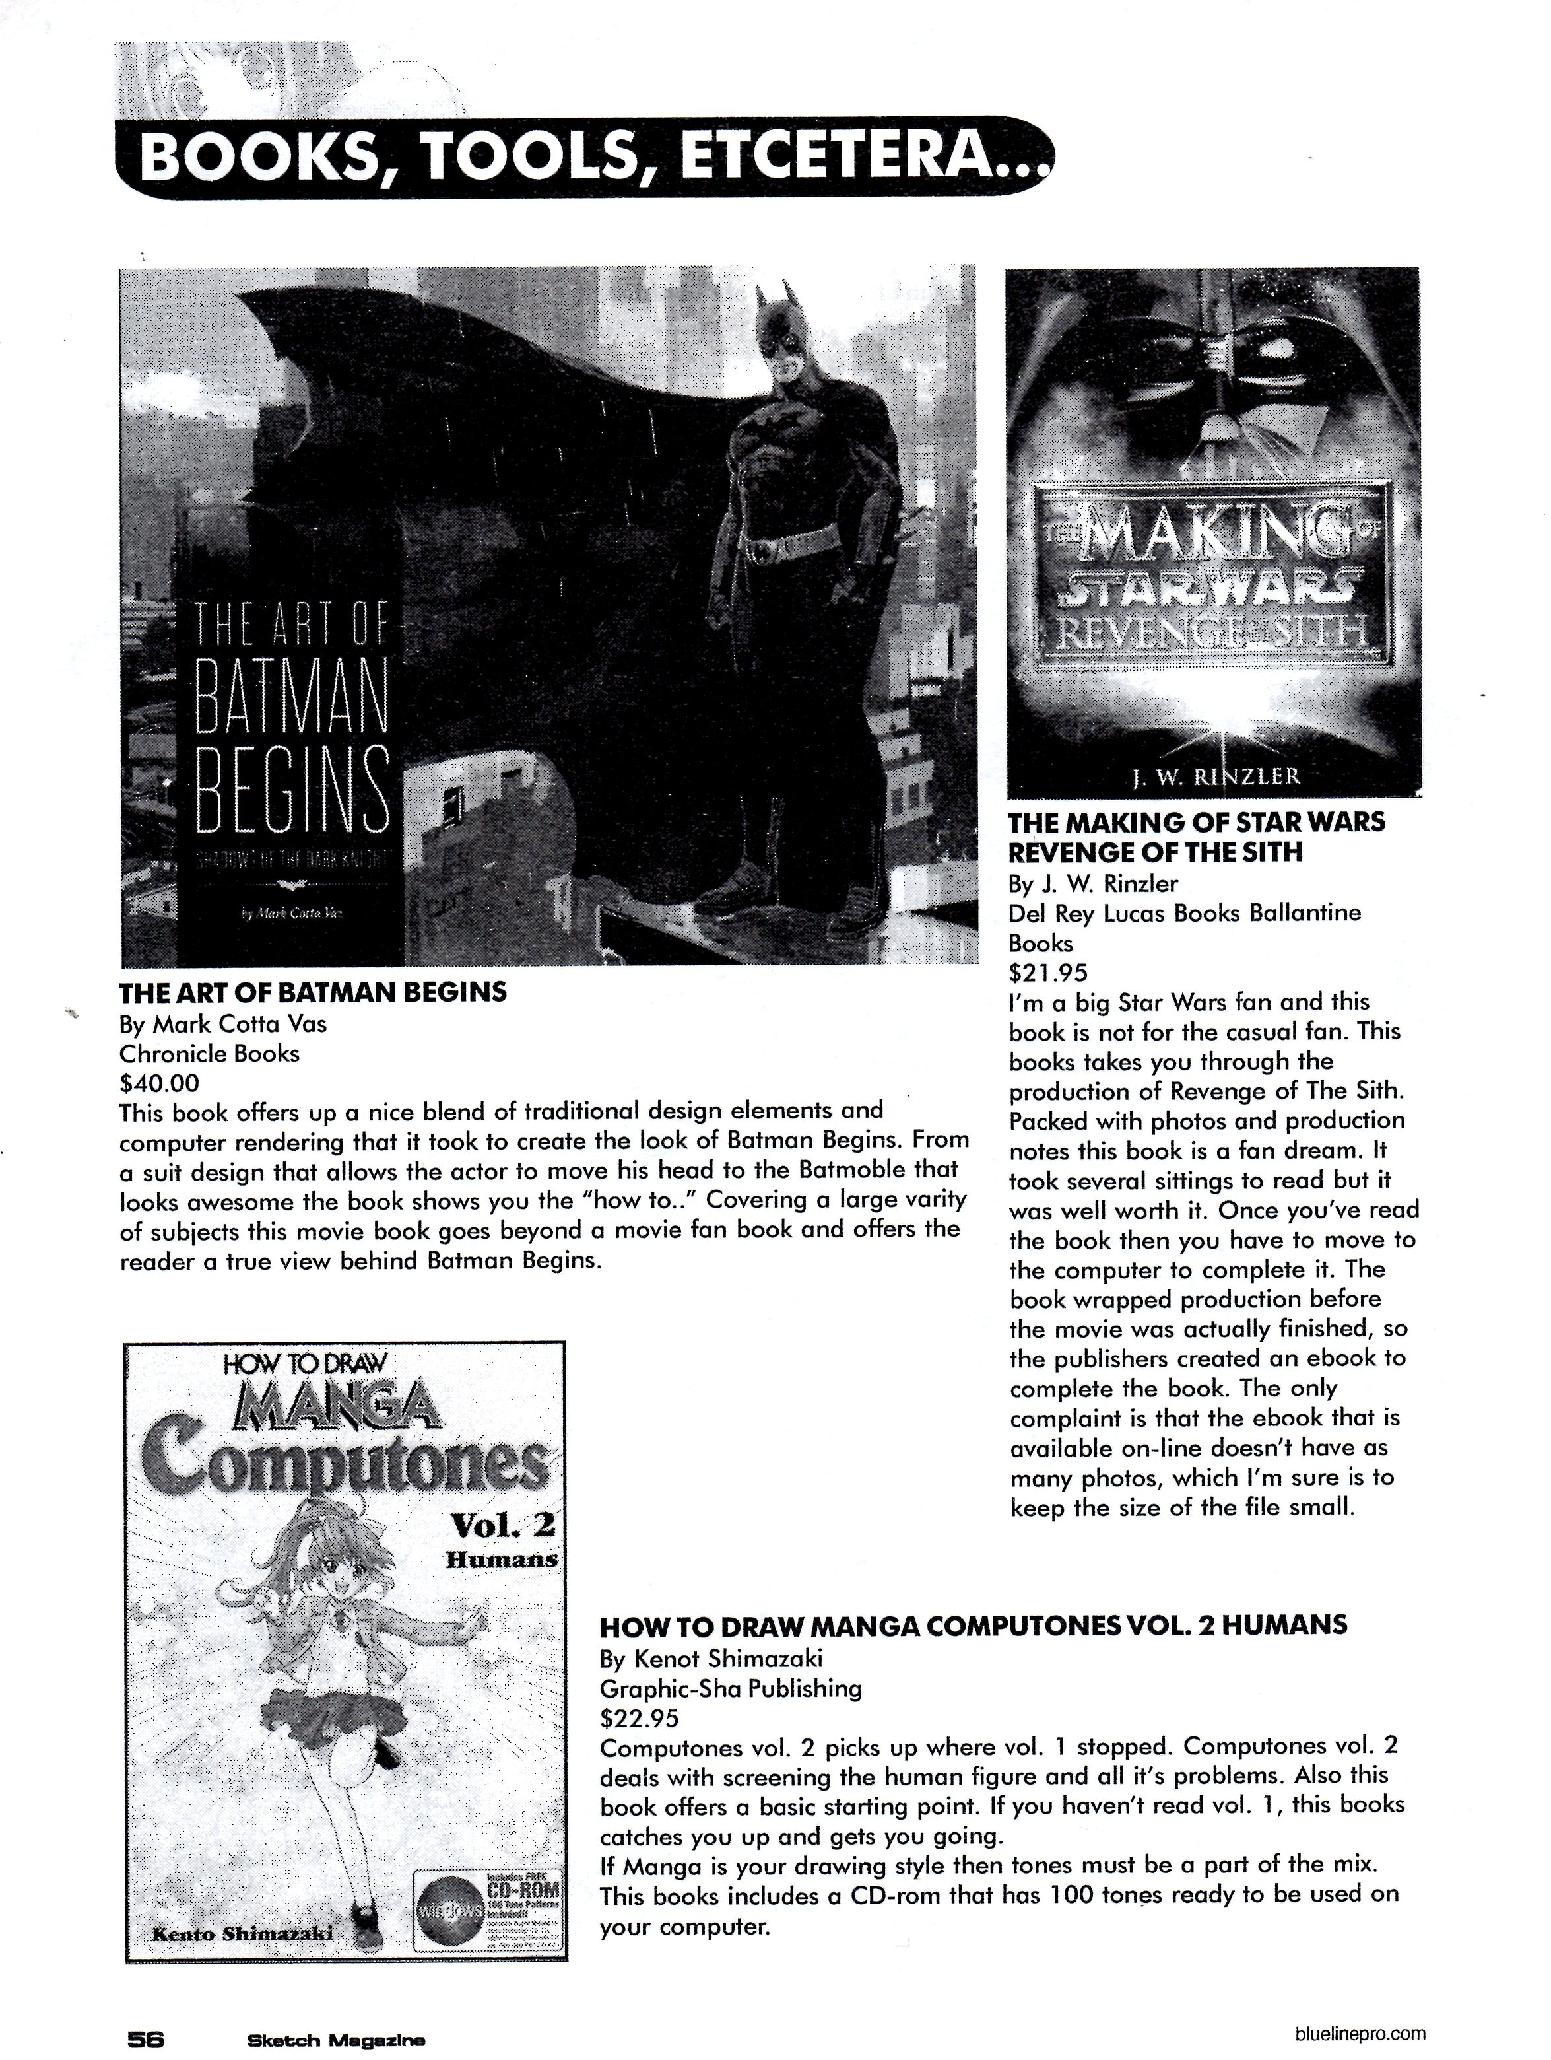 BOOKS, TOOLS, ETCETERA...
THE ART OF
BATMAN
BEGINS
SHADOWS OF THE DARK KNIGHT
by Mark Cotta Vaz
THE MAKING OF
STAR WARS
REVENGE OF THE SITH
J. W. RINZLER
THE ART OF BATMAN BEGINS
By Mark Cotta Vas
Chronicle Books
$40.00
This book offers up a nice blend of traditional design elements and
computer rendering that it took to create the look of Batman Begins. From
a suit design that allows the actor to move his head to the Batmoble that
looks awesome the book shows you the "how to.." Covering a large varity
of subjects this movie book goes beyond a movie fan book and offers the
reader a true view behind Batman Begins.
THE MAKING OF STAR WARS
REVENGE OF THE SITH
By J. W. Rinzler
Del Rey Lucas Books Ballantine
Books
$21.95
I'm a big Star Wars fan and this
book is not for the casual fan. This
books takes you through the
production of Revenge of The Sith.
Packed with photos and production
notes this book is a fan dream. It
took several sittings to read but it
was well worth it. Once you've read
the book then you have to move to
the computer to complete it. The
book wrapped production before
the movie was actually finished, so
the publishers created an ebook to
complete the book. The only
complaint is that the ebook that is
available on-line doesn't have as
many photos, which I'm sure is to
keep the size of the file small.
HOW TO DRAW
MANGA
Computones
Vol. 2
Humans
Kento Shimazaki
Includes FREE
CD-ROM
100 Tone Patterns
Included!!
WINDOWS
HOW TO DRAW MANGA COMPUTONES VOL. 2 HUMANS
By Kenot Shimazaki
Graphic-Sha Publishing
$22.95
Computones vol. 2 picks up where vol. 1 stopped. Computones vol. 2
deals with screening the human figure and all it's problems. Also this
book offers a basic starting point. If you haven't read vol. 1, this books
catches you up and gets you going.
If Manga is your drawing style then tones must be a part of the mix.
This books includes a CD-rom that has 100 tones ready to be used on
your computer.
56 Sketch Magazine
bluelinepro.com